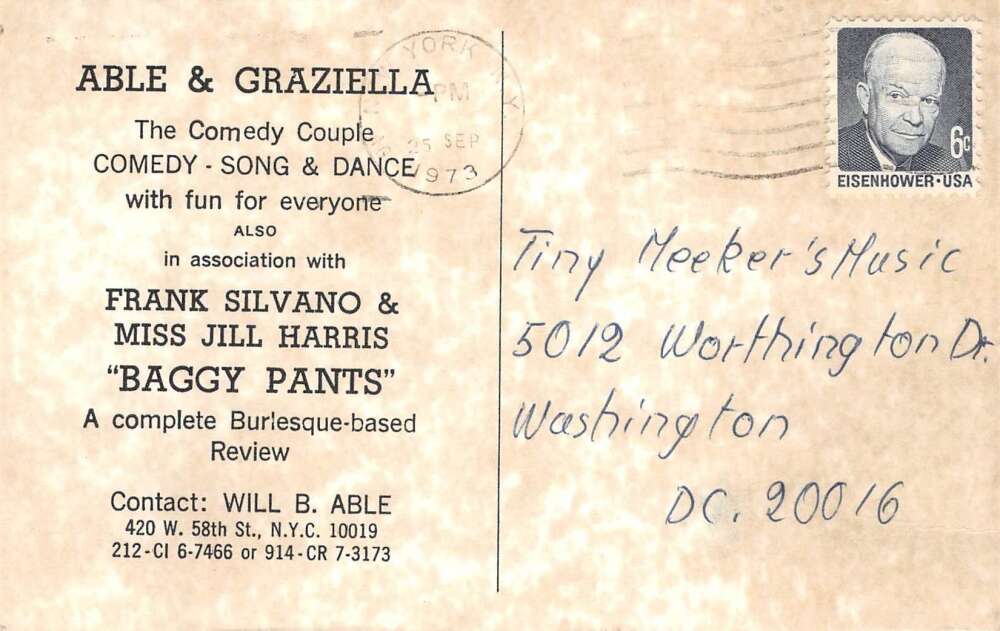 ABLE & GRAZIELLA
The Comedy Couple
COMEDY - SONG & DANCE
with fun for everyone
ALSO
in association with
FRANK SILVANO &
MISS JILL HARRIS
“BAGGY PANTS”
A complete Burlesque-based
Review
Contact: WILL B. ABLE
420 W. 58th St., N.Y.C. 10019
212-CI 6-7466 or 914-CR 7-3173
YORK N.Y.
PM
25 SEP
1973
6c
EISENHOWER·USA
Tiny Meeker's Music
5012 Worthington Dr.
Washington
DC. 20016